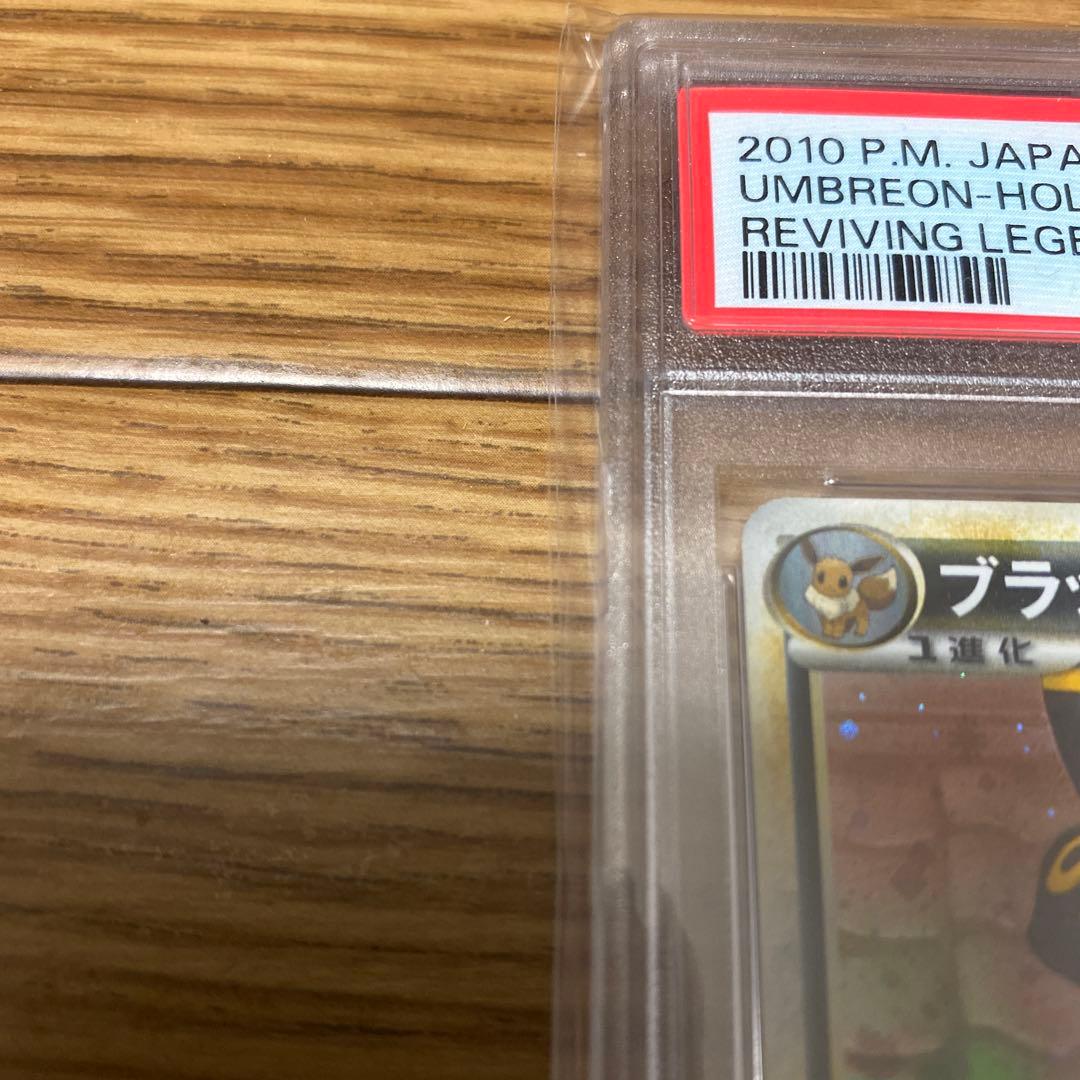 2010 P.M. JAPA
UMBREON-HOL
REVIVING LEGE
ブラッ
1進化